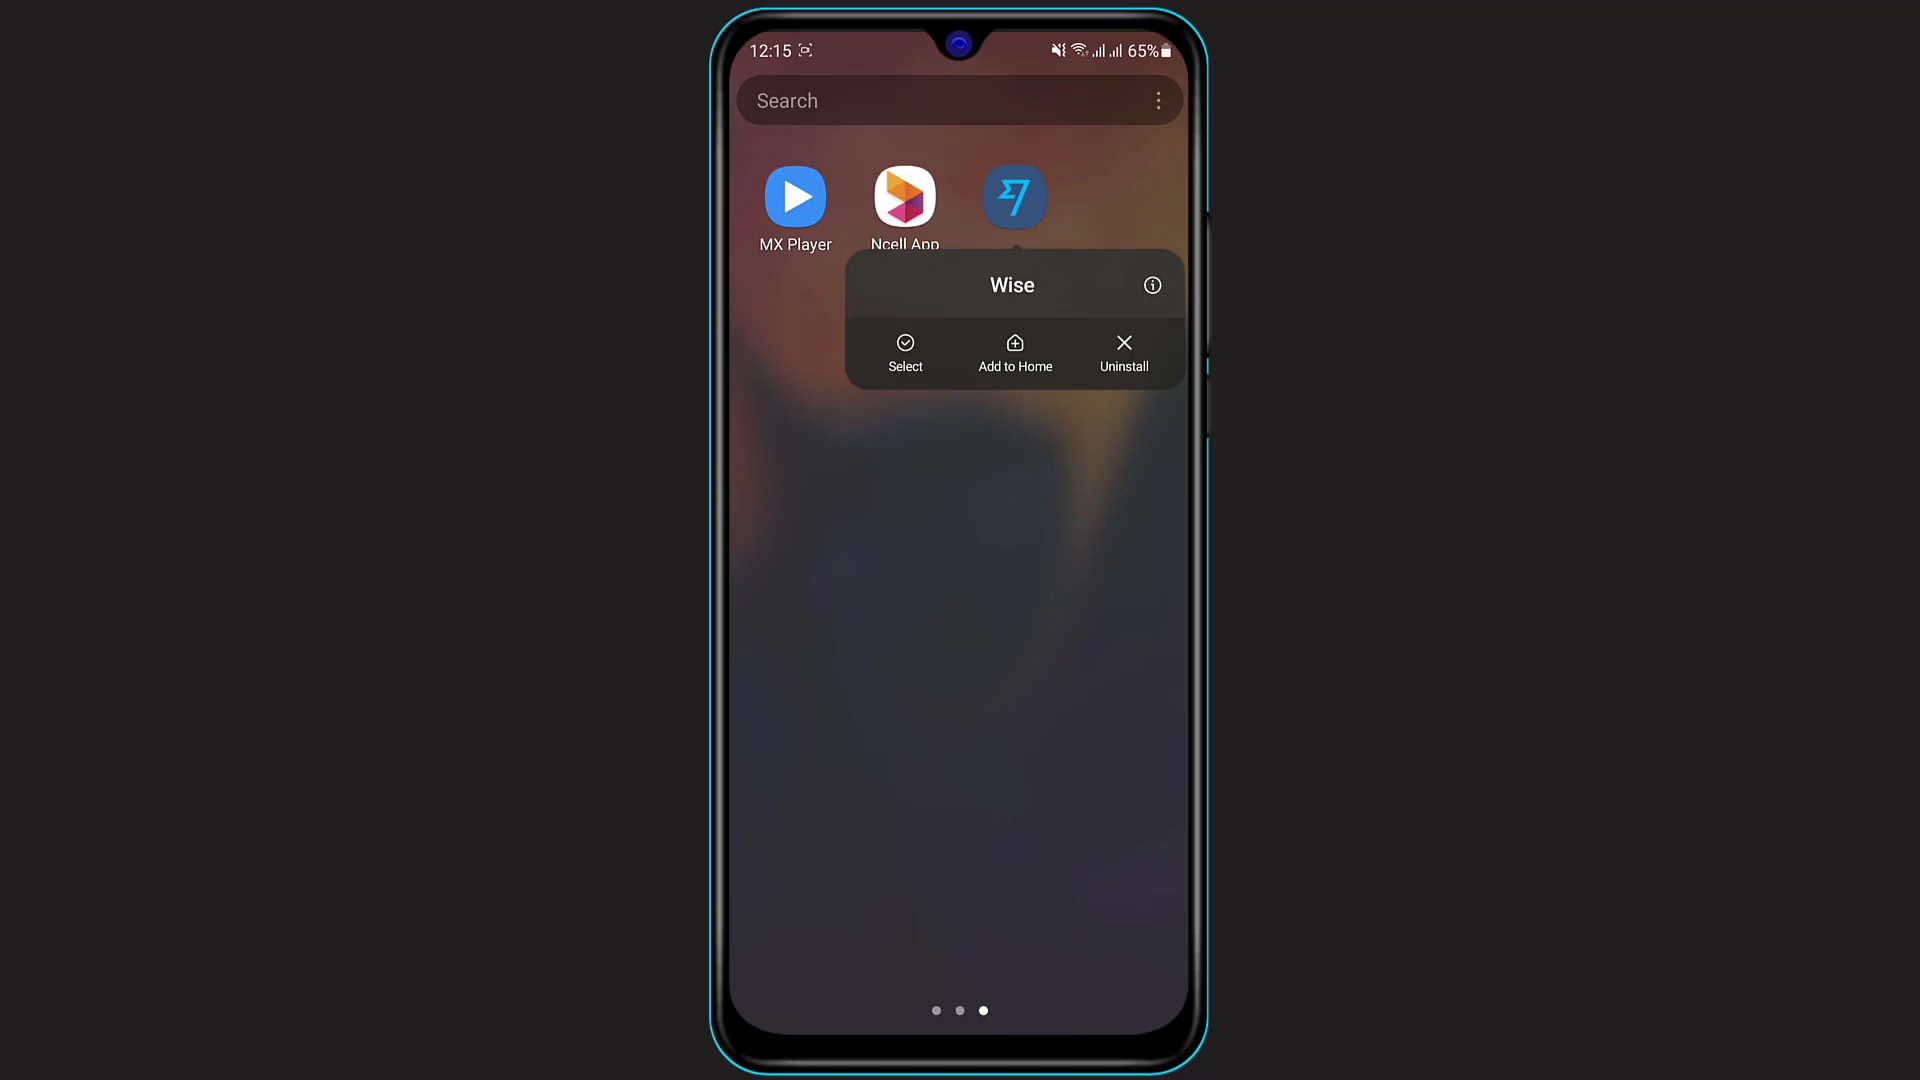 12:15 65%
Search
MX Player Ncell App
Wise
Select Add to Home Uninstall